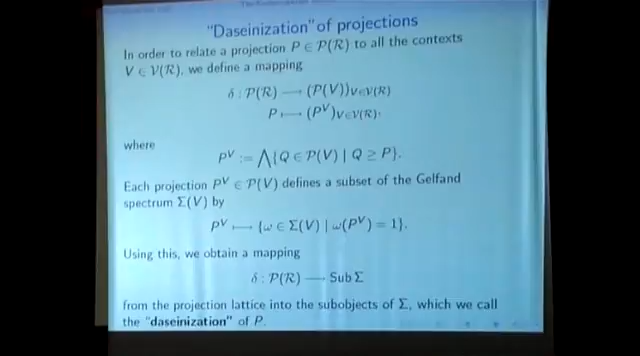 "Daseinization" of projections
In order to relate a projection P ∈ P(R) to all the contexts
V ∈ V(R), we define a mapping
δ : P(R) ⟶ (P(V))V∈V(R)
P ⟼ (P^V)V∈V(R),
where
P^V := ⋀{Q ∈ P(V) | Q ≥ P}.
Each projection P^V ∈ P(V) defines a subset of the Gelfand
spectrum Σ(V) by
P^V ⟼ {ω ∈ Σ(V) | ω(P^V) = 1}.
Using this, we obtain a mapping
δ : P(R) ⟶ Sub Σ
from the projection lattice into the subobjects of Σ, which we call
the "daseinization" of P.